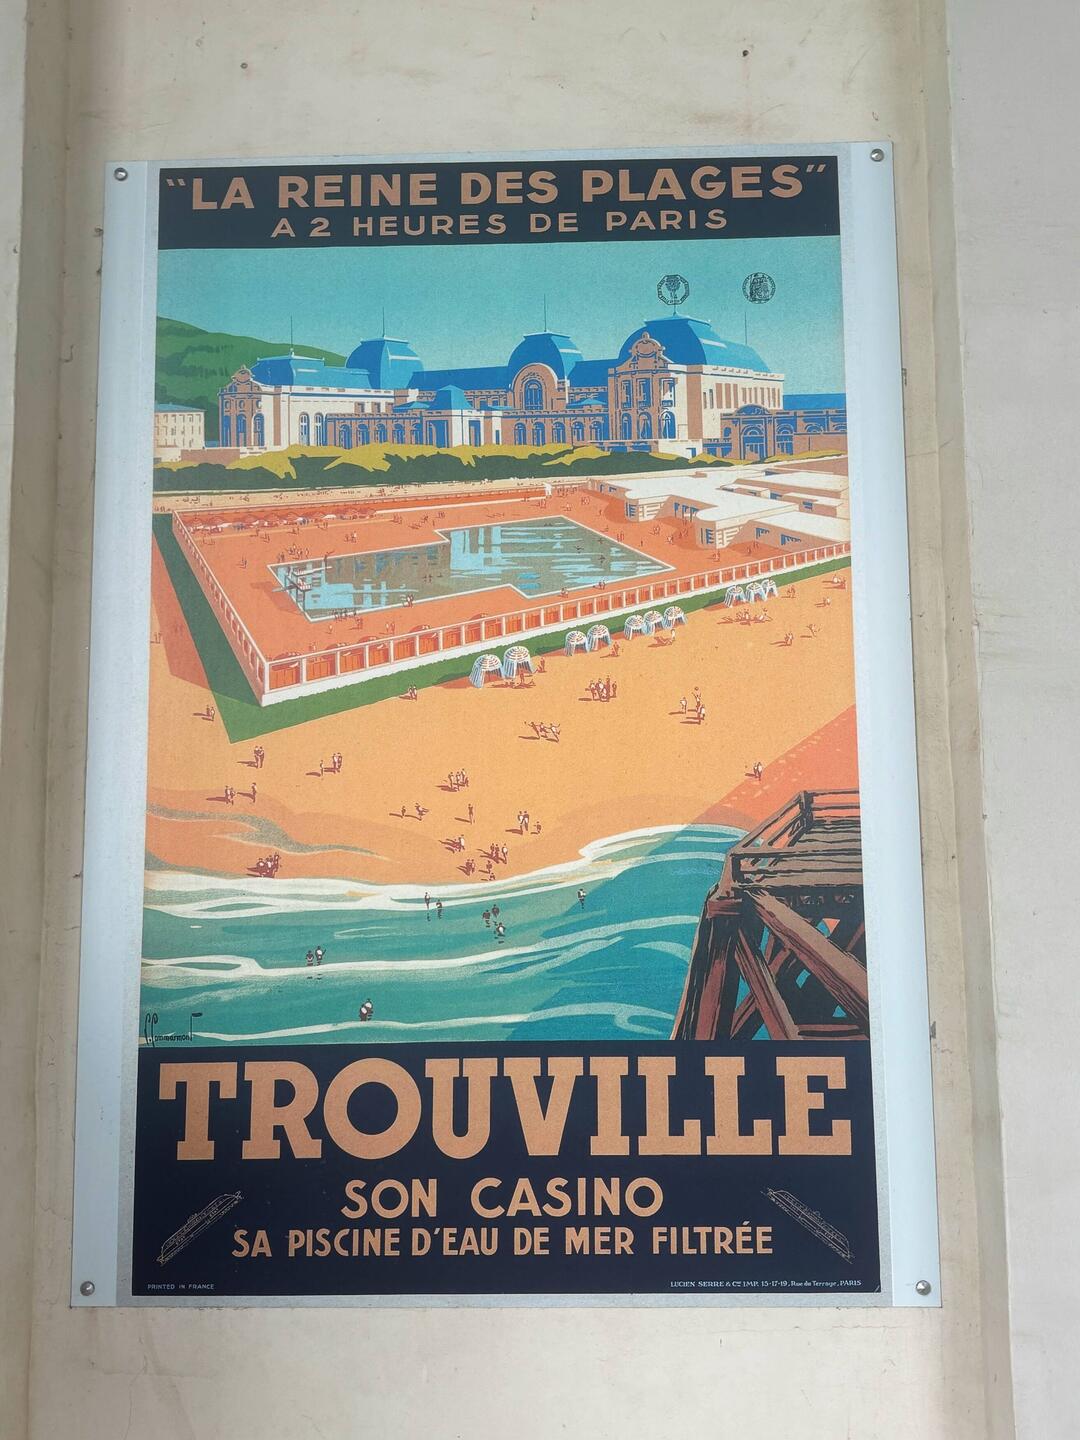 "LA REINE DES PLAGES"
A 2 HEURES DE PARIS
P. Commarmont
TROUVILLE
SON CASINO
SA PISCINE D'EAU DE MER FILTRÉE
PRINTED IN FRANCE
LUCIEN SERRE & Cie IMP. 15-17-19, Rue du Terrage, PARIS